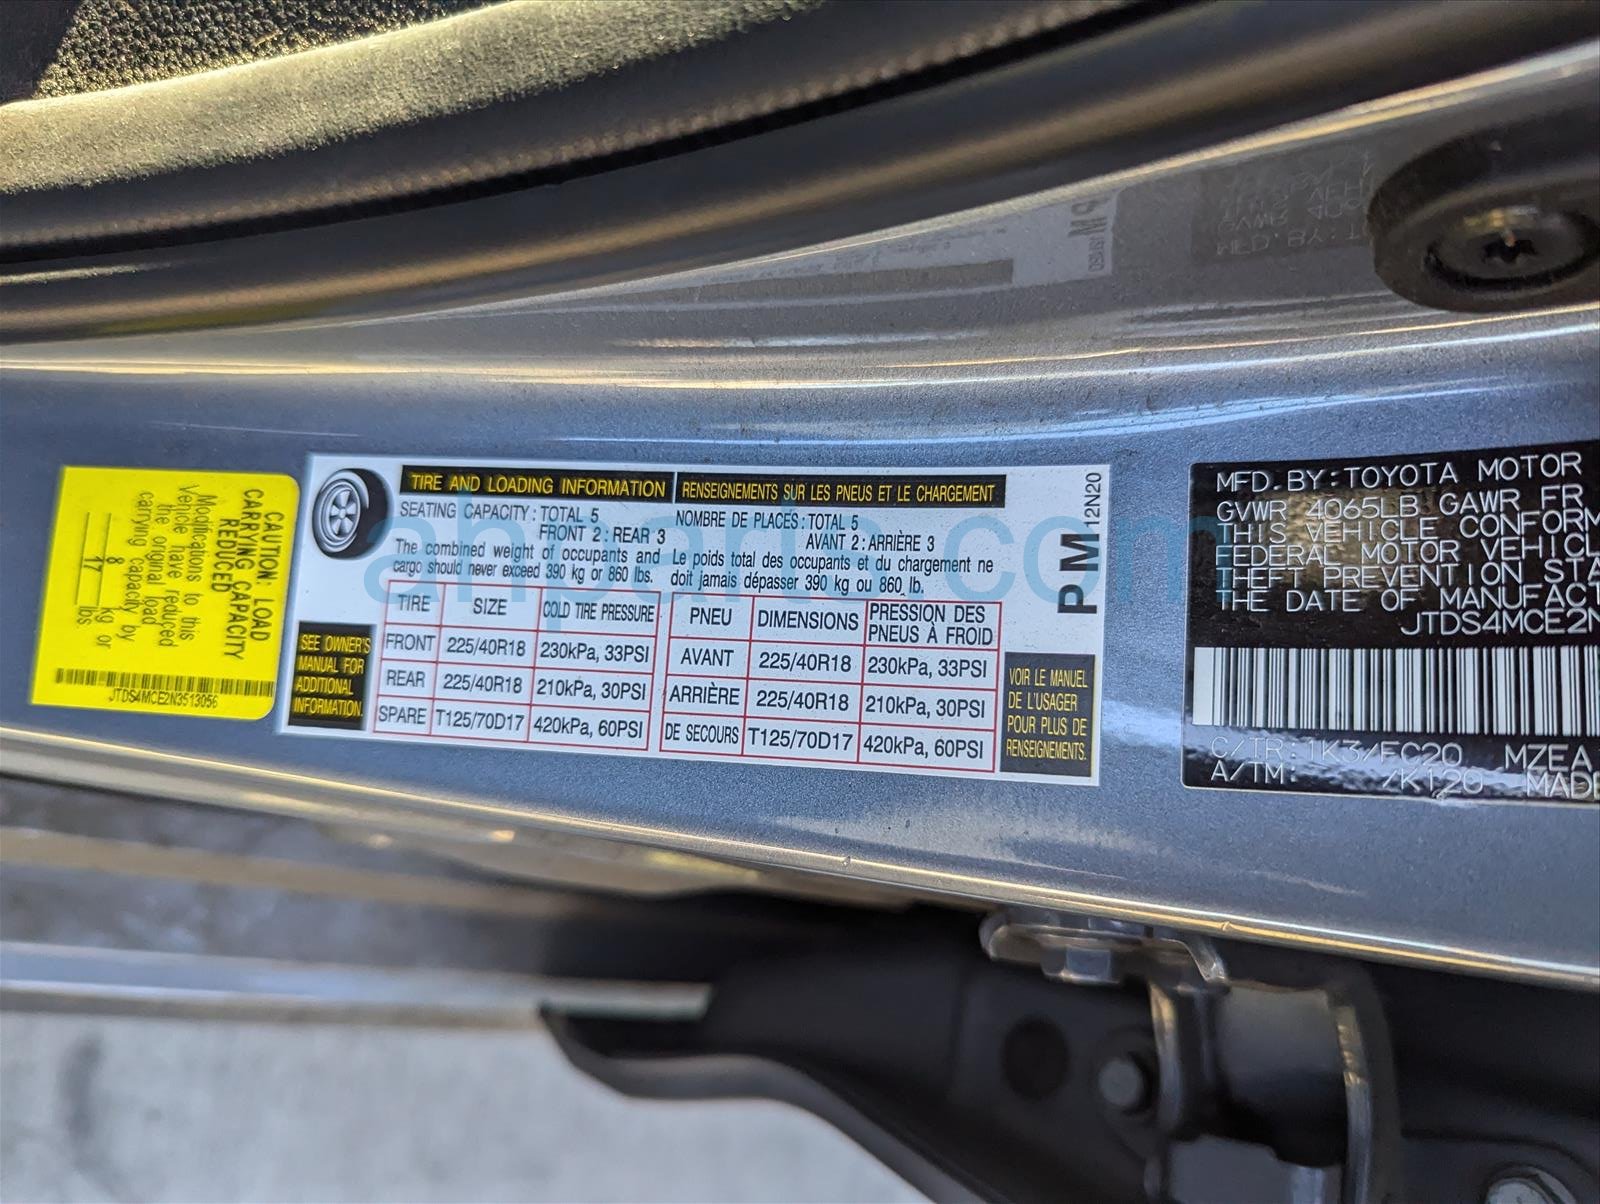 CAUTION: LOAD
CARRYING CAPACITY
REDUCED
Modifications to this
Vehicle have reduced
the original load
carrying capacity by
8 kg or
17 lbs.
JTDS4MCE2N3513056
TIRE AND LOADING INFORMATION
RENSEIGNEMENTS SUR LES PNEUS ET LE CHARGEMENT
SEATING CAPACITY : TOTAL 5
FRONT 2 : REAR 3
The combined weight of occupants and
cargo should never exceed 390 kg or 860 lbs.
NOMBRE DE PLACES : TOTAL 5
AVANT 2 : ARRIÈRE 3
Le poids total des occupants et du chargement ne
doit jamais dépasser 390 kg ou 860 lb.
TIRE SIZE COLD TIRE PRESSURE
FRONT 225/40R18 230kPa, 33PSI
REAR 225/40R18 210kPa, 30PSI
SPARE T125/70D17 420kPa, 60PSI
PNEU DIMENSIONS PRESSION DES
PNEUS À FROID
AVANT 225/40R18 230kPa, 33PSI
ARRIÈRE 225/40R18 210kPa, 30PSI
DE SECOURS T125/70D17 420kPa, 60PSI
SEE OWNER'S
MANUAL FOR
ADDITIONAL
INFORMATION.
VOIR LE MANUEL
DE L'USAGER
POUR PLUS DE
RENSEIGNEMENTS.
PM12N20
MFD. BY: TOYOTA MOTOR
GVWR 4065LB GAWR FR
THIS VEHICLE CONFORM
FEDERAL MOTOR VEHICL
THEFT PREVENTION STA
THE DATE OF MANUFACT
JTDS4MCE2N
C/TR: 1K3/FC20 MZEA
A/TM: /K120 MADE
ahparts.com